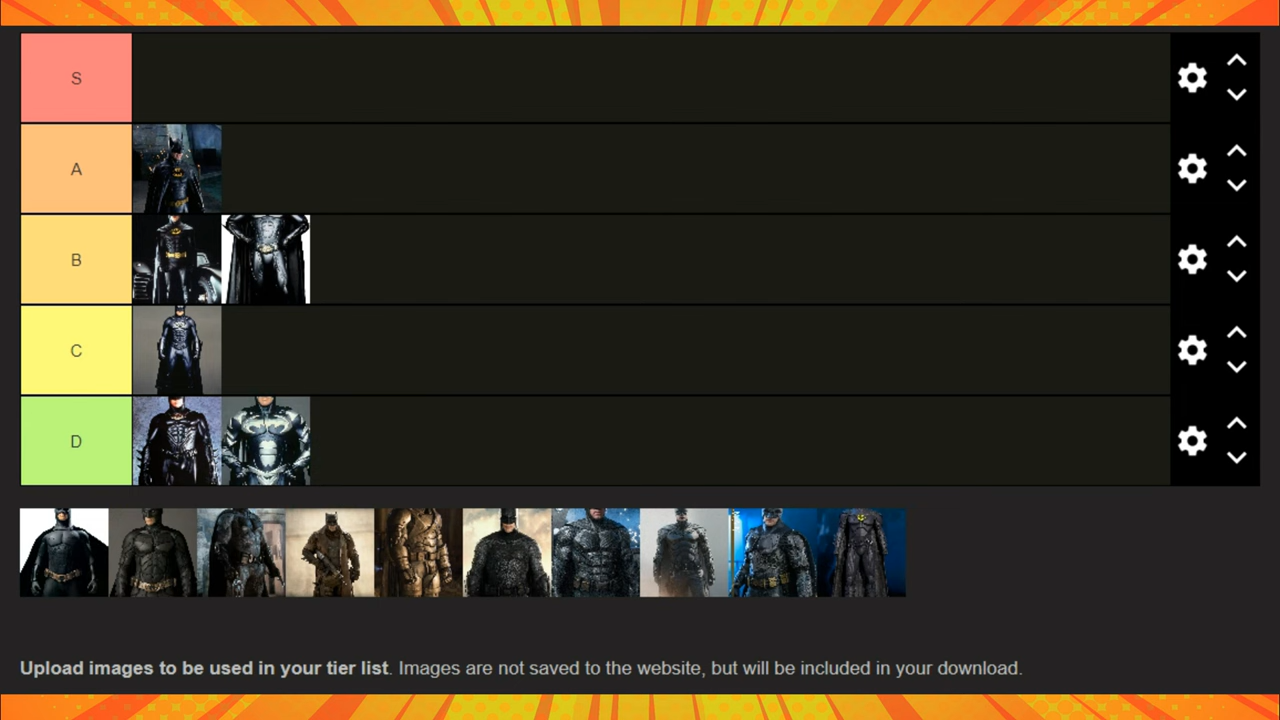 S
A
B
C
D
Upload images to be used in your tier list. Images are not saved to the website, but will be included in your download.